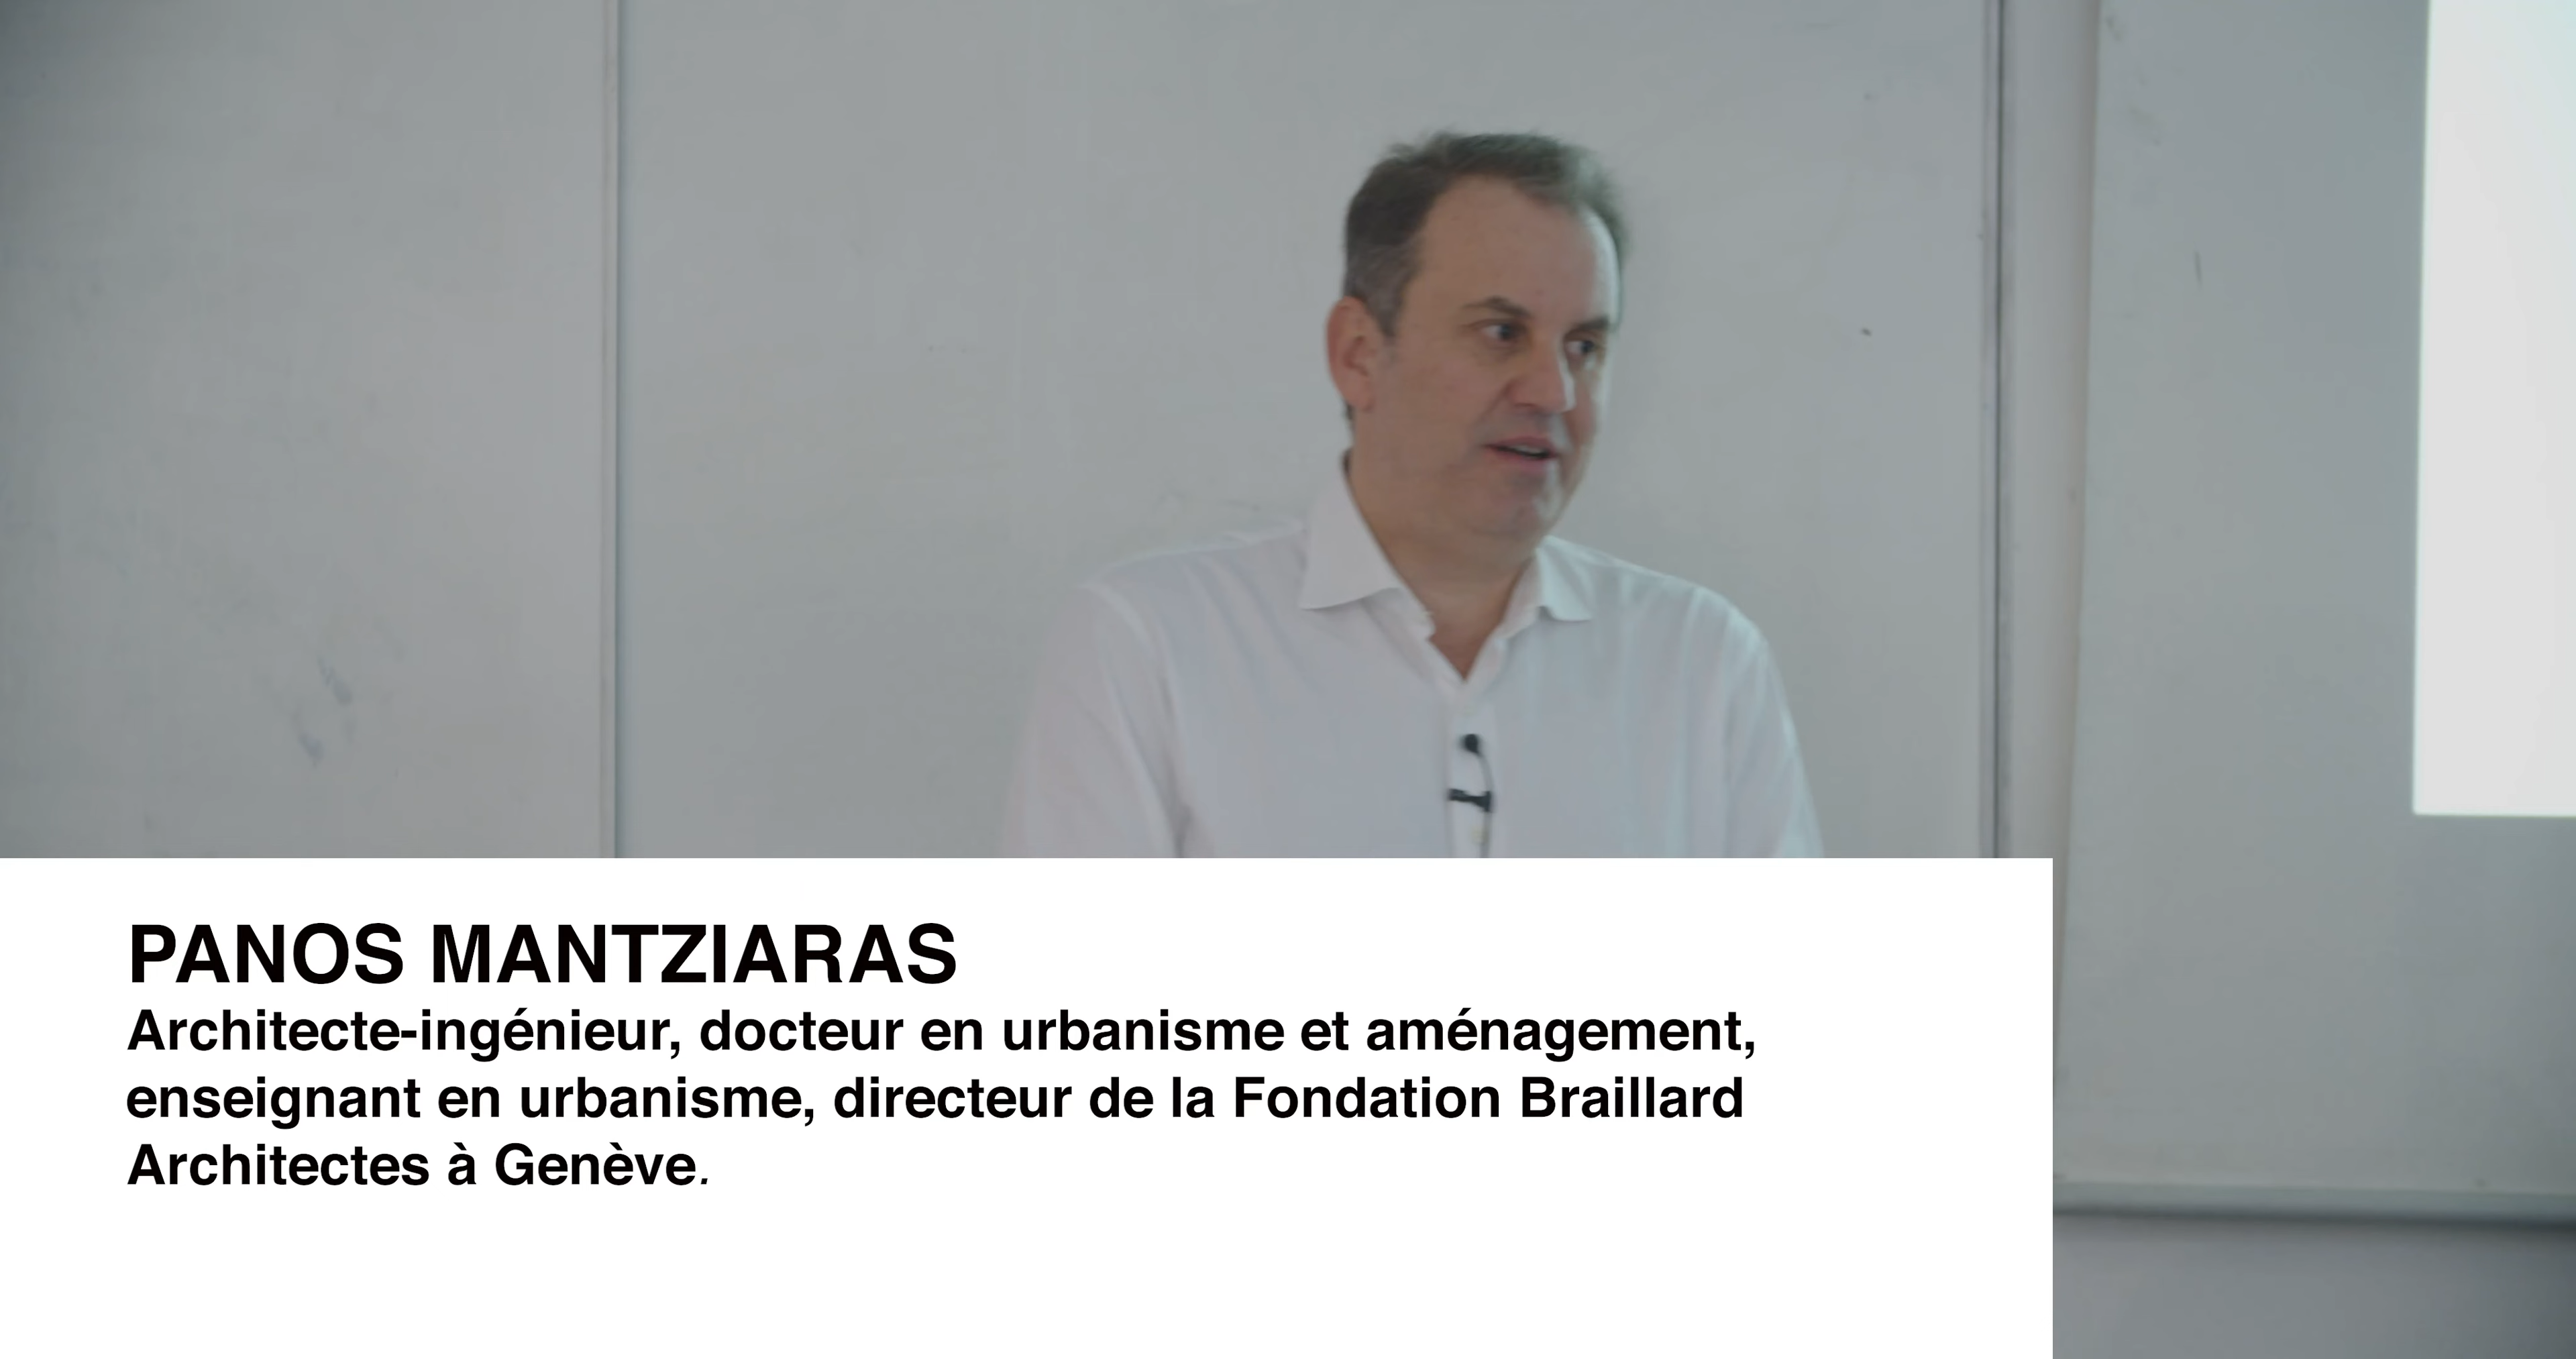 PANOS MANTZIARAS
Architecte-ingénieur, docteur en urbanisme et aménagement,
enseignant en urbanisme, directeur de la Fondation Braillard
Architectes à Genève.